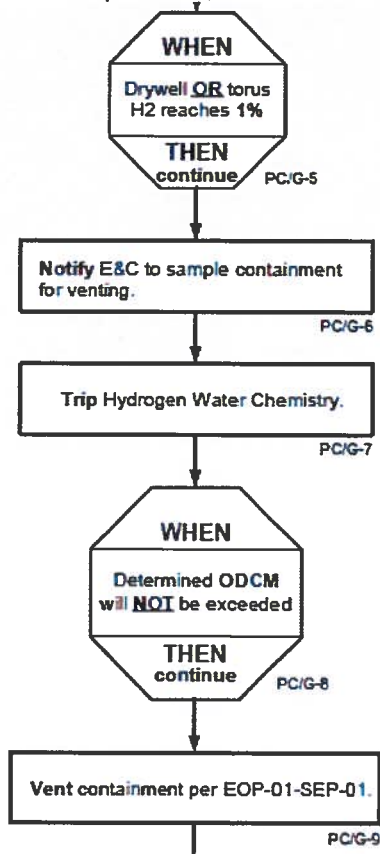 WHEN
Drywell OR torus
H2 reaches 1%
THEN
continue
PC/G-5
Notify E&C to sample containment
for venting.
PC/G-6
Trip Hydrogen Water Chemistry.
PC/G-7
WHEN
Determined ODCM
will NOT be exceeded
THEN
continue
PC/G-8
Vent containment per EOP-01-SEP-01.
PC/G-9